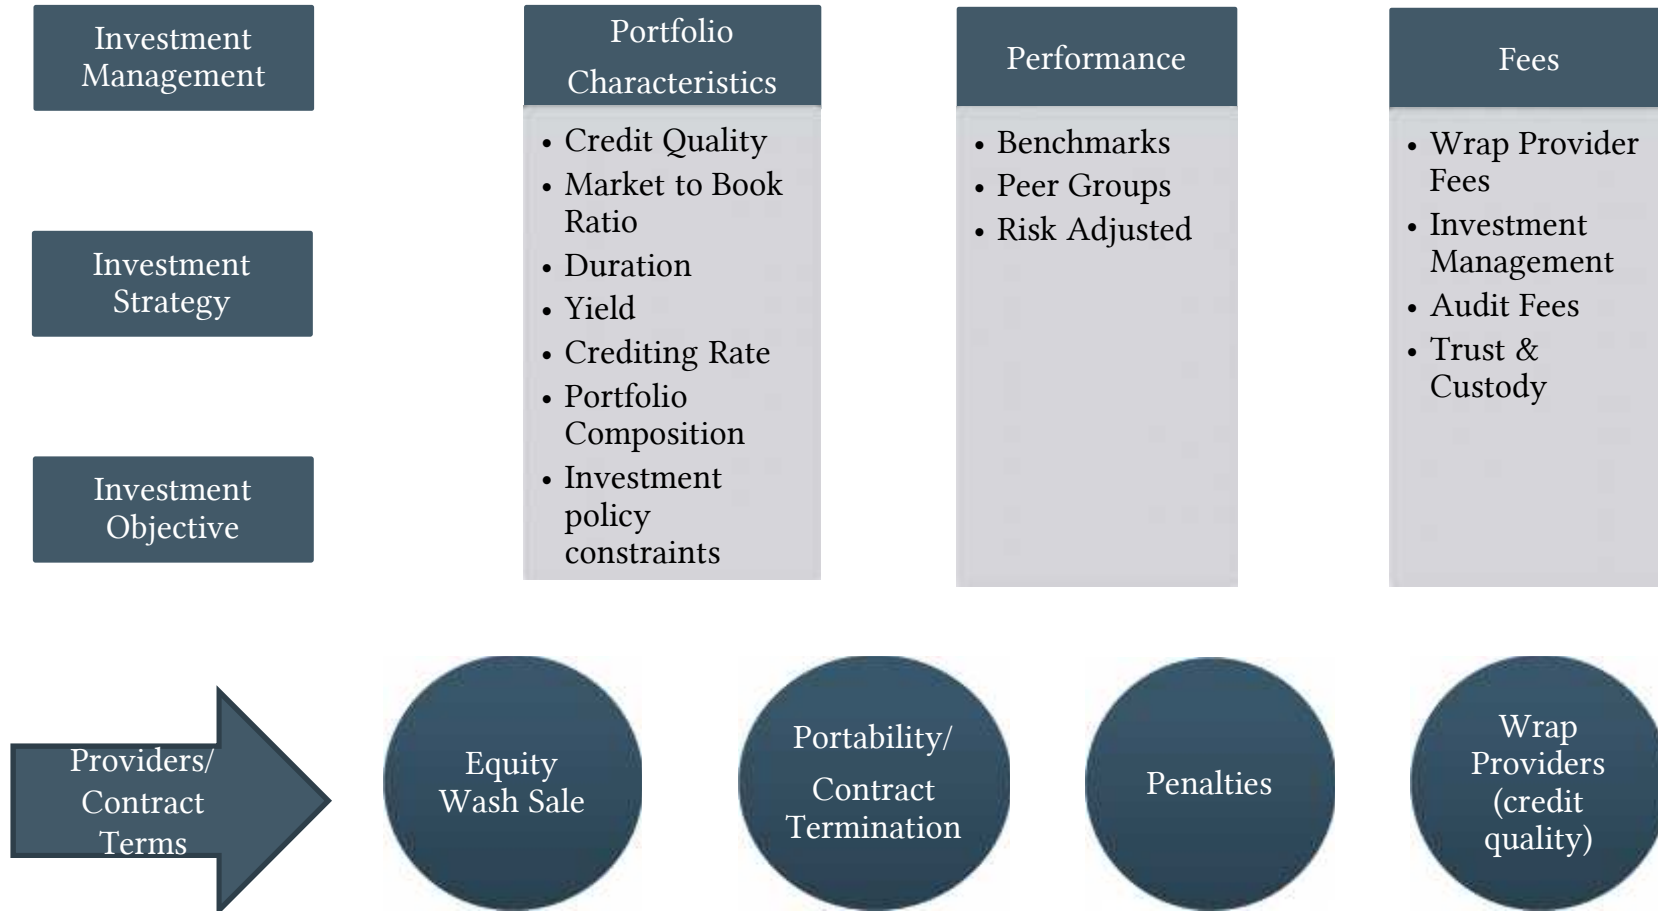 Investment
Management
Investment
Strategy
Investment
Objective
Portfolio
Characteristics
• Credit Quality
• Market to Book
Ratio
• Duration
• Yield
• Crediting Rate
• Portfolio
Composition
• Investment
policy
constraints
Performance
• Benchmarks
• Peer Groups
• Risk Adjusted
Fees
• Wrap Provider
Fees
• Investment
Management
• Audit Fees
• Trust &
Custody
Providers/
Contract
Terms
Equity
Wash Sale
Portability/
Contract
Termination
Penalties
Wrap
Providers
(credit
quality)